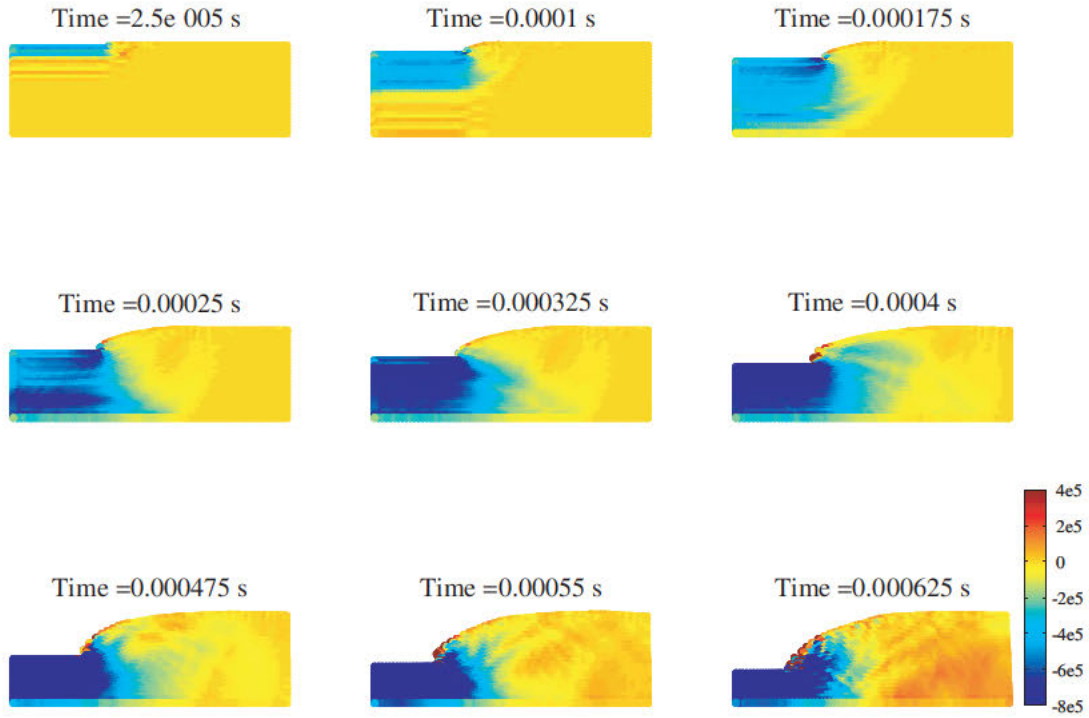 Time =2.5e 005 s
Time =0.0001 s
Time =0.000175 s
Time =0.00025 s
Time =0.000325 s
Time =0.0004 s
4e5
2e5
0
-2e5
-4e5
-6e5
-8e5
Time =0.000475 s
Time =0.00055 s
Time =0.000625 s